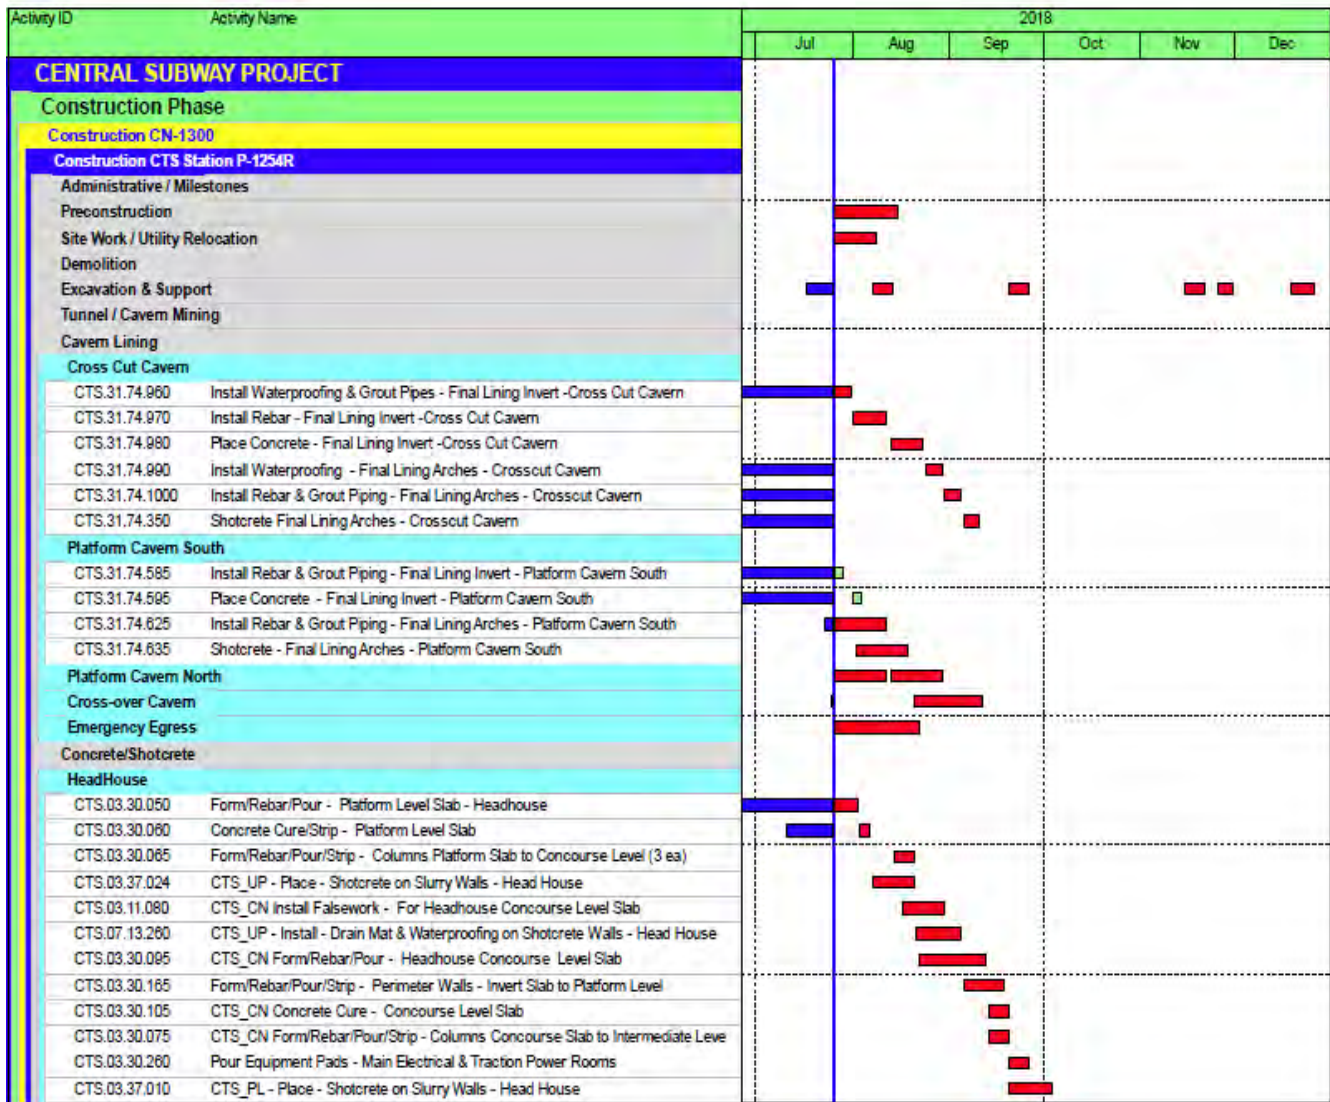 Activity ID Activity Name 2018
Jul Aug Sep Oct Nov Dec
CENTRAL SUBWAY PROJECT
Construction Phase
Construction CN-1300
Construction CTS Station P-1254R
Administrative / Milestones
Preconstruction
Site Work / Utility Relocation
Demolition
Excavation & Support
Tunnel / Cavern Mining
Cavern Lining
Cross Cut Cavern
CTS.31.74.960 Install Waterproofing & Grout Pipes - Final Lining Invert -Cross Cut Cavern
CTS.31.74.970 Install Rebar - Final Lining Invert -Cross Cut Cavern
CTS.31.74.980 Place Concrete - Final Lining Invert -Cross Cut Cavern
CTS.31.74.990 Install Waterproofing - Final Lining Arches - Crosscut Cavern
CTS.31.74.1000 Install Rebar & Grout Piping - Final Lining Arches - Crosscut Cavern
CTS.31.74.350 Shotcrete Final Lining Arches - Crosscut Cavern
Platform Cavern South
CTS.31.74.585 Install Rebar & Grout Piping - Final Lining Invert - Platform Cavern South
CTS.31.74.595 Place Concrete - Final Lining Invert - Platform Cavern South
CTS.31.74.625 Install Rebar & Grout Piping - Final Lining Arches - Platform Cavern South
CTS.31.74.635 Shotcrete - Final Lining Arches - Platform Cavern South
Platform Cavern North
Cross-over Cavern
Emergency Egress
Concrete/Shotcrete
HeadHouse
CTS.03.30.050 Form/Rebar/Pour - Platform Level Slab - Headhouse
CTS.03.30.060 Concrete Cure/Strip - Platform Level Slab
CTS.03.30.065 Form/Rebar/Pour/Strip - Columns Platform Slab to Concourse Level (3 ea)
CTS.03.37.024 CTS_UP - Place - Shotcrete on Slurry Walls - Head House
CTS.03.11.080 CTS_CN Install Falsework - For Headhouse Concourse Level Slab
CTS.07.13.260 CTS_UP - Install - Drain Mat & Waterproofing on Shotcrete Walls - Head House
CTS.03.30.095 CTS_CN Form/Rebar/Pour - Headhouse Concourse Level Slab
CTS.03.30.165 Form/Rebar/Pour/Strip - Perimeter Walls - Invert Slab to Platform Level
CTS.03.30.105 CTS_CN Concrete Cure - Concourse Level Slab
CTS.03.30.075 CTS_CN Form/Rebar/Pour/Strip - Columns Concourse Slab to Intermediate Leve
CTS.03.30.260 Pour Equipment Pads - Main Electrical & Traction Power Rooms
CTS.03.37.010 CTS_PL - Place - Shotcrete on Slurry Walls - Head House